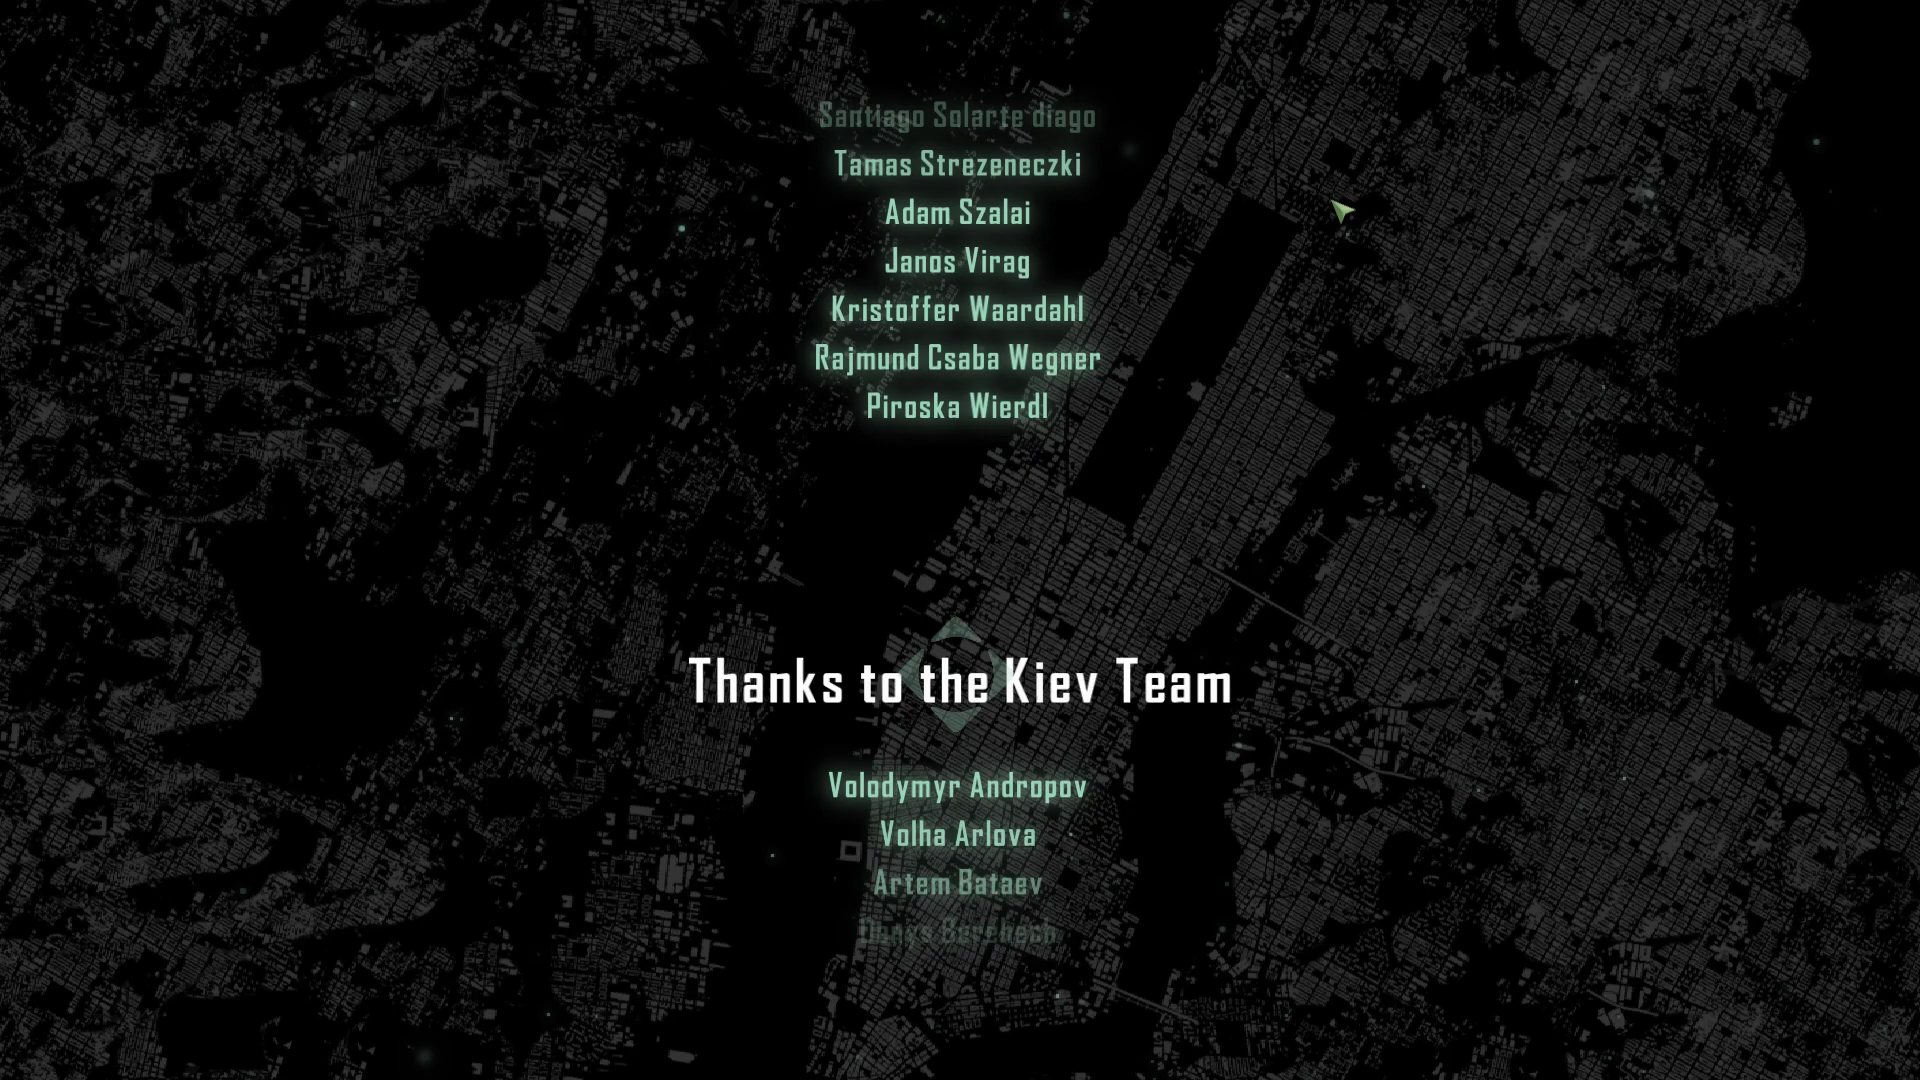 Santiago Solarte diago
Tamas Strezeneczki
Adam Szalai
Janos Virag
Kristoffer Waardahl
Rajmund Csaba Wegner
Piroska Wierdl
Thanks to the Kiev Team
Volodymyr Andropov
Volha Arlova
Artem Bataev